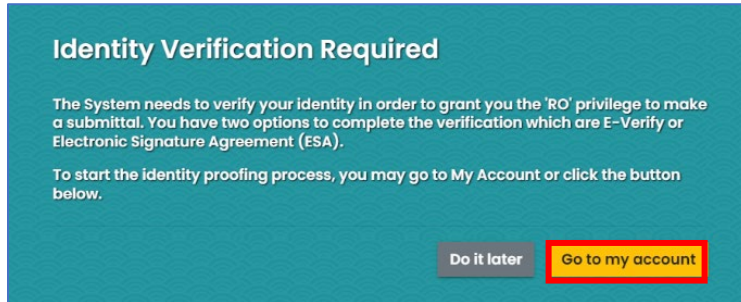 Identity Verification Required
The System needs to verify your identity in order to grant you the 'RO' privilege to make
a submittal. You have two options to complete the verification which are E-Verify or
Electronic Signature Agreement (ESA).
To start the identity proofing process, you may go to My Account or click the button
below.
Do it later
Go to my account